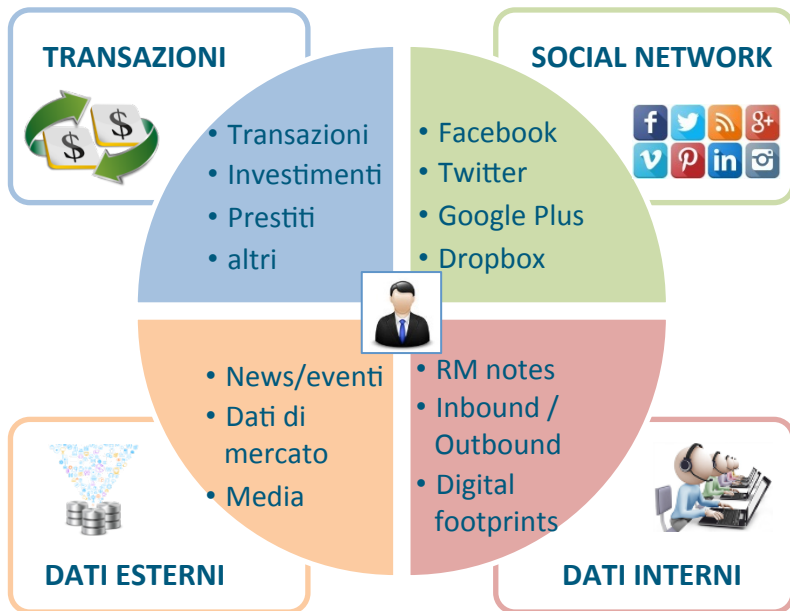 TRANSAZIONI
$ $
• Transazioni
• Investimenti
• Prestiti
• altri
SOCIAL NETWORK
f g+
v p in
• Facebook
• Twitter
• Google Plus
• Dropbox
• News/eventi
• Dati di
mercato
• Media
DATI ESTERNI
• RM notes
• Inbound /
Outbound
• Digital
footprints
DATI INTERNI